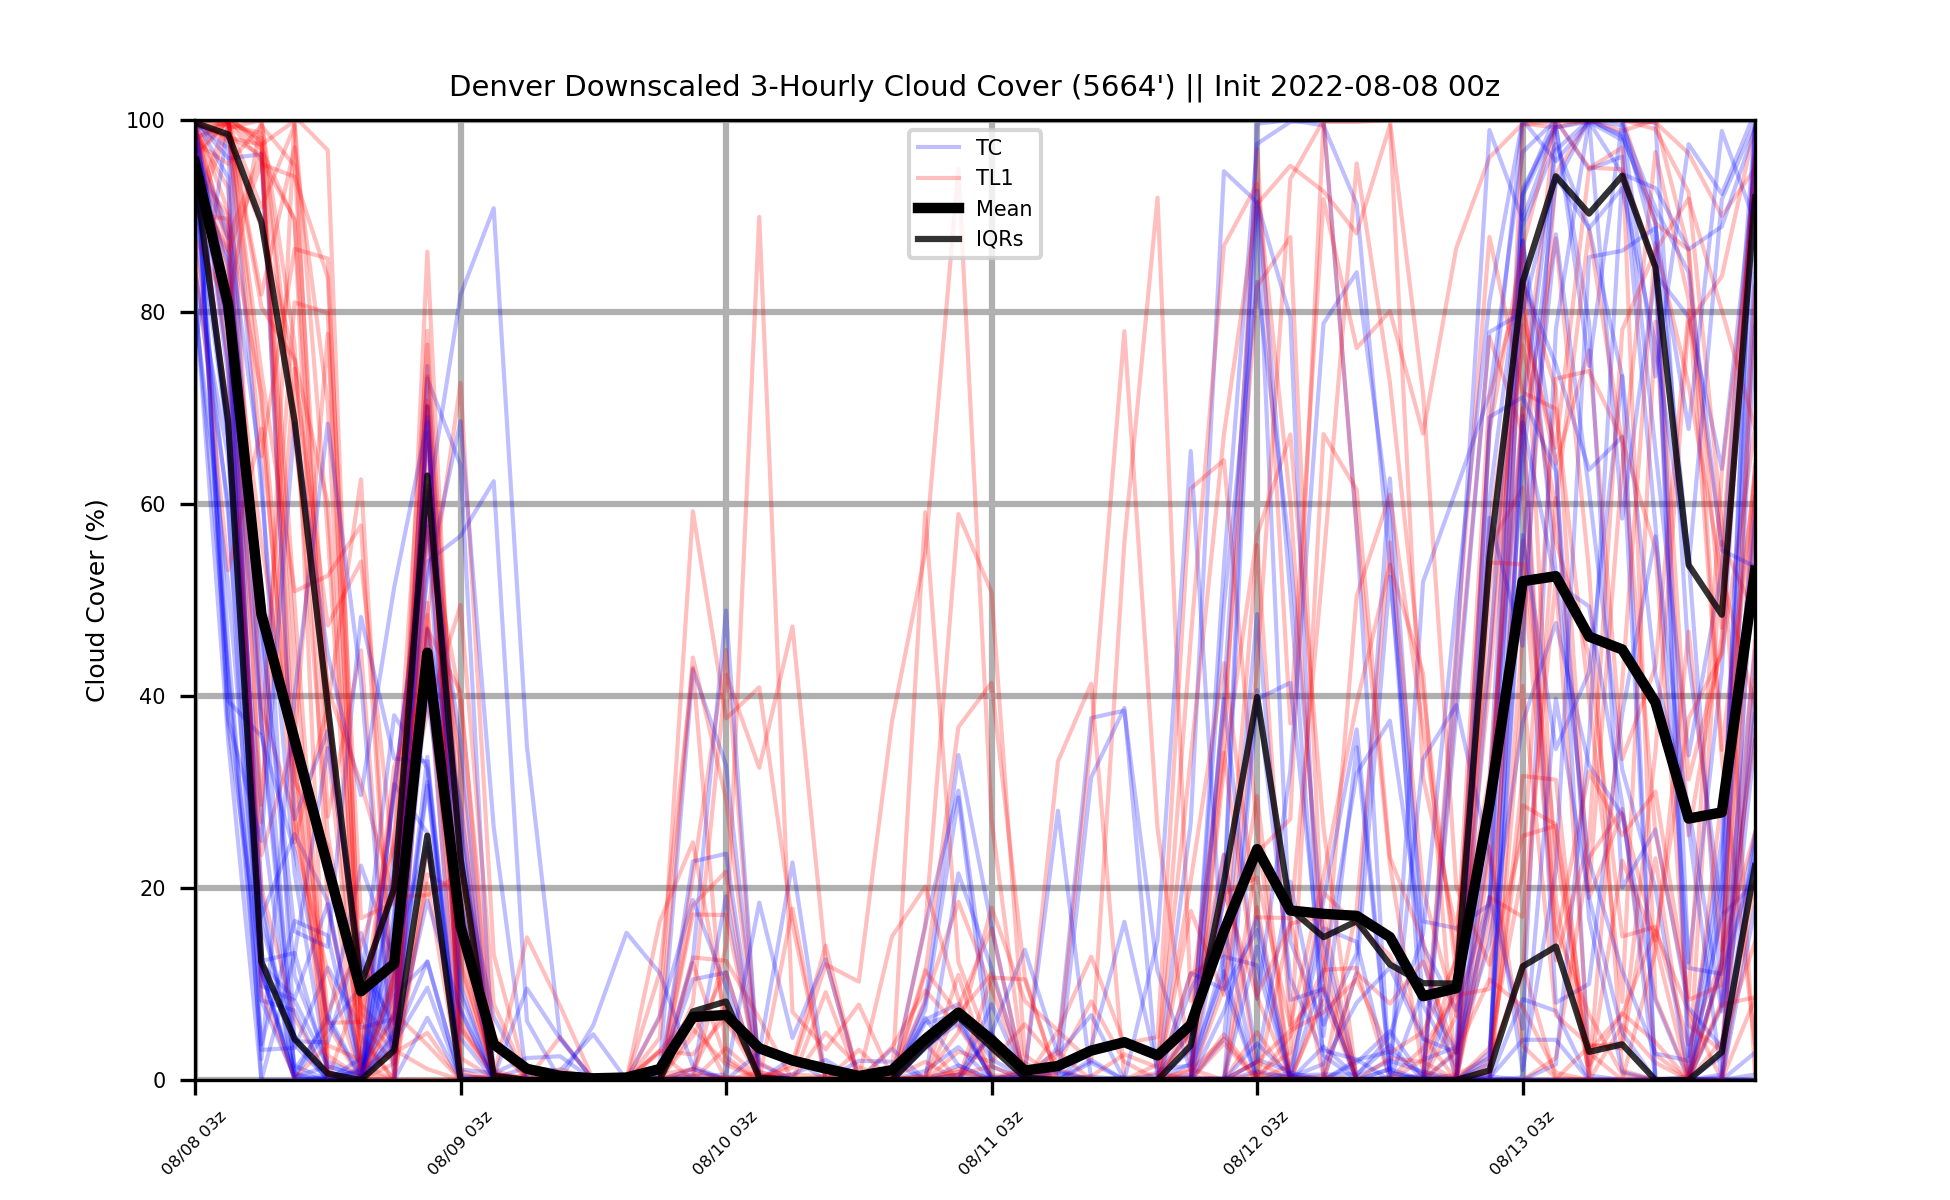 Denver Downscaled 3-Hourly Cloud Cover (5664') || Init 2022-08-08 00z
TC
TL1
Mean
IQRs
Cloud Cover (%)
100
80
60
40
20
0
08/08 03z
08/09 03z
08/10 03z
08/11 03z
08/12 03z
08/13 03z